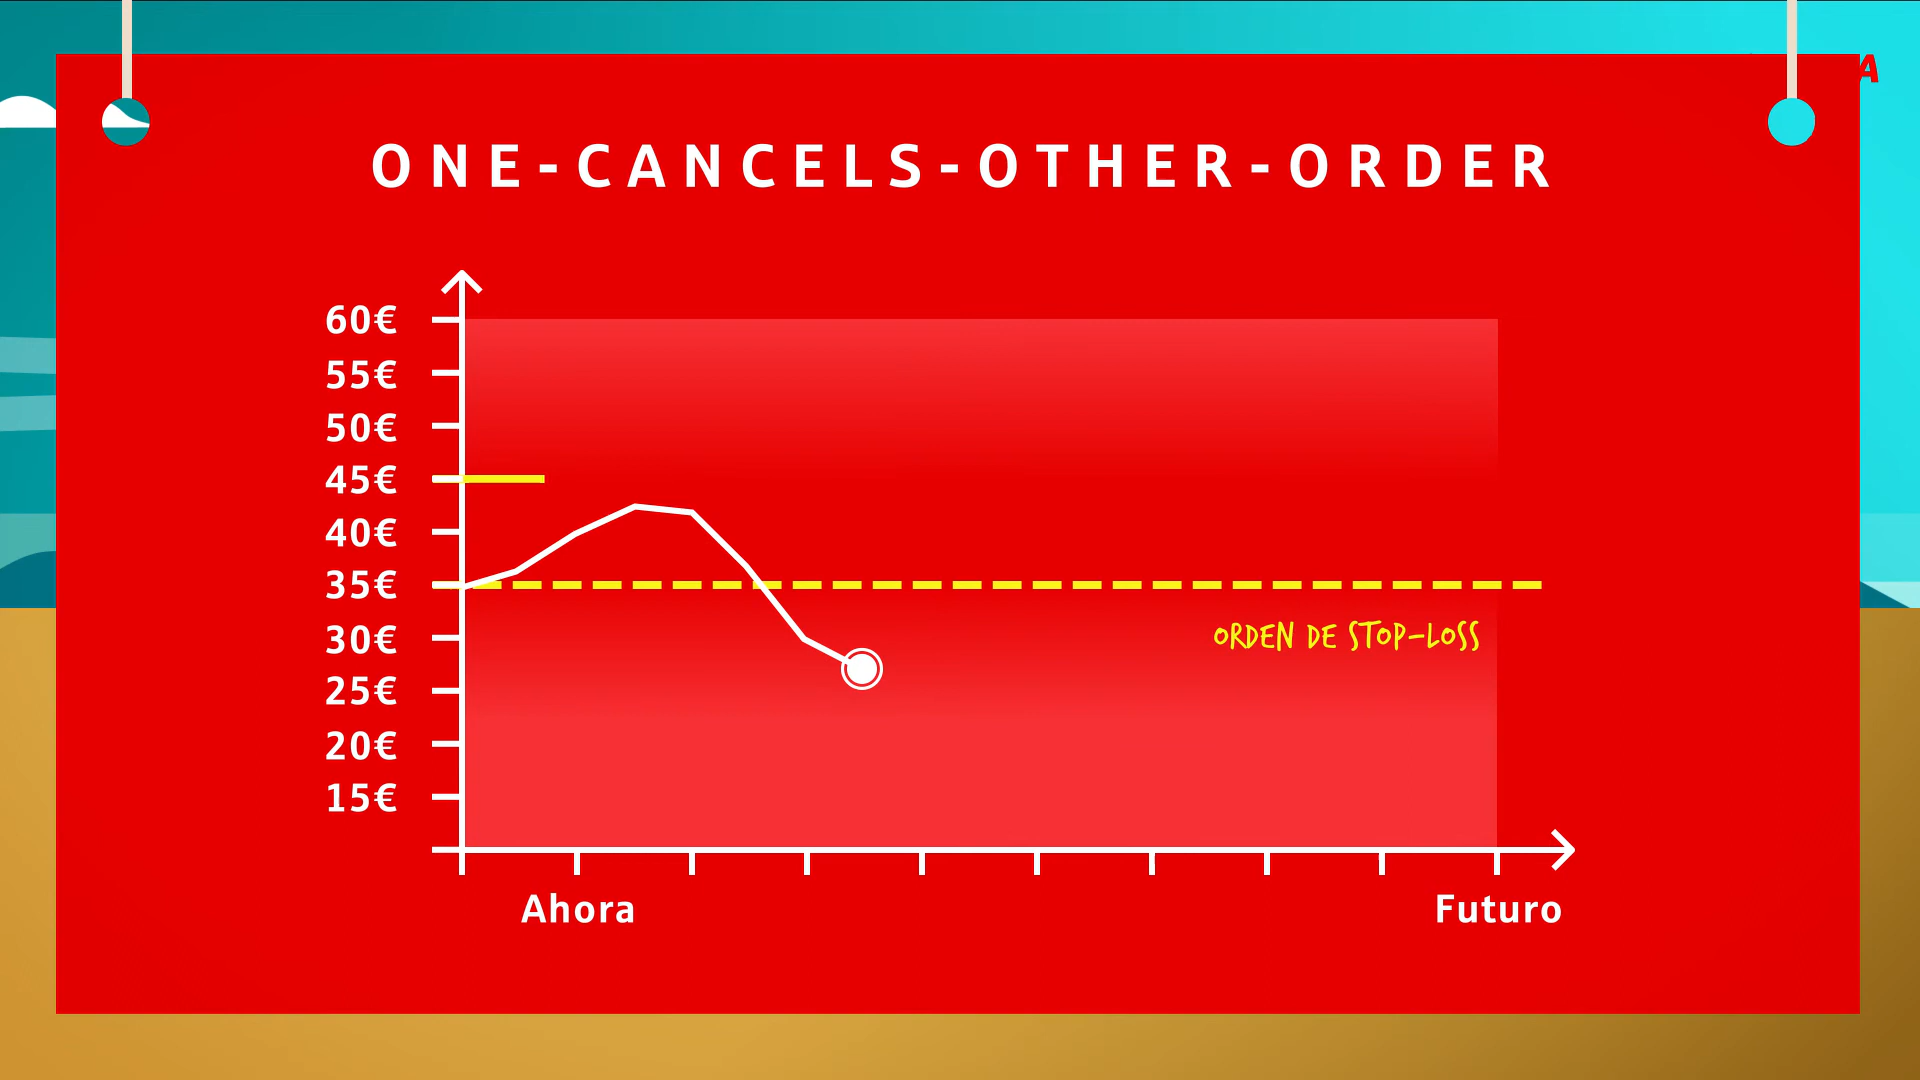 ONE-CANCELS-OTHER-ORDER
60€
55€
50€
45€
40€
35€
30€
ORDEN DE STOP-LOSS
25€
20€
15€
Ahora
Futuro